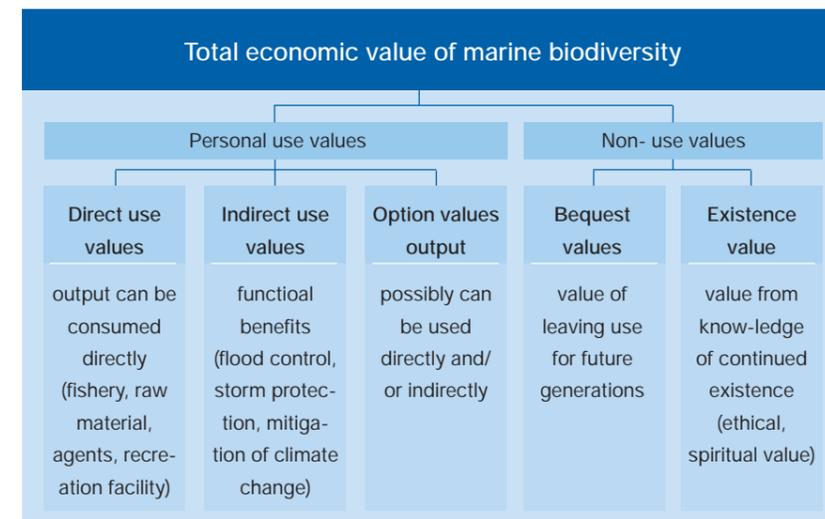 Total economic value of marine biodiversity
Personal use values
Non- use values
Direct use
values
output can be
consumed
directly
(fishery, raw
material,
agents, recre-
ation facility)
Indirect use
values
functioal
benefits
(flood control,
storm protec-
tion, mitiga-
tion of climate
change)
Option values
output
possibly can
be used
directly and/
or indirectly
Bequest
values
value of
leaving use
for future
generations
Existence
value
value from
know-ledge
of continued
existence
(ethical,
spiritual value)